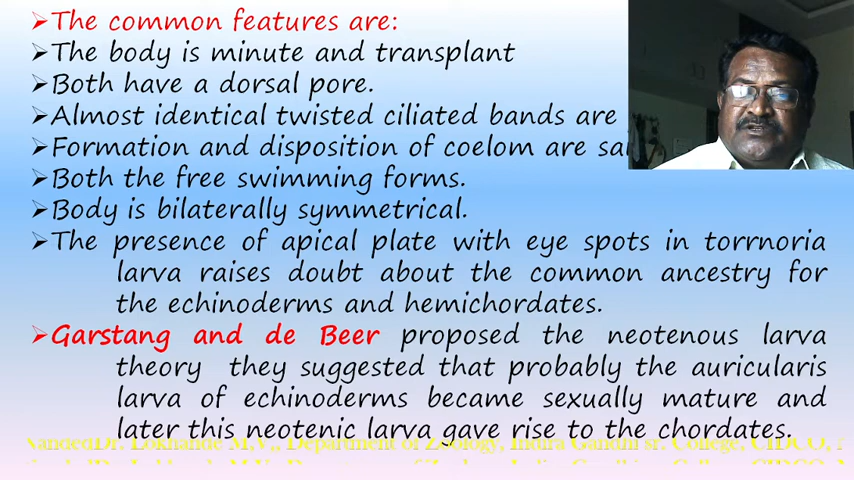 The common features are:
The body is minute and transplant
Both have a dorsal pore.
Almost identical twisted ciliated bands are
Formation and disposition of coelom are
Both the free swimming forms.
Body is bilaterally symmetrical.
The presence of apical plate with eye spots in torrnoria
larva raises doubt about the common ancestry for
the echinoderms and hemichordates.
Garstang and de Beer proposed the neotenous larva
theory they suggested that probably the auricularis
larva of echinoderms became sexually mature and
later this neotenic larva gave rise to the chordates.
Nanded Dr. Lokhande M.V., Department of Zoology, Indira Gandhi sr. College, CIDCO,